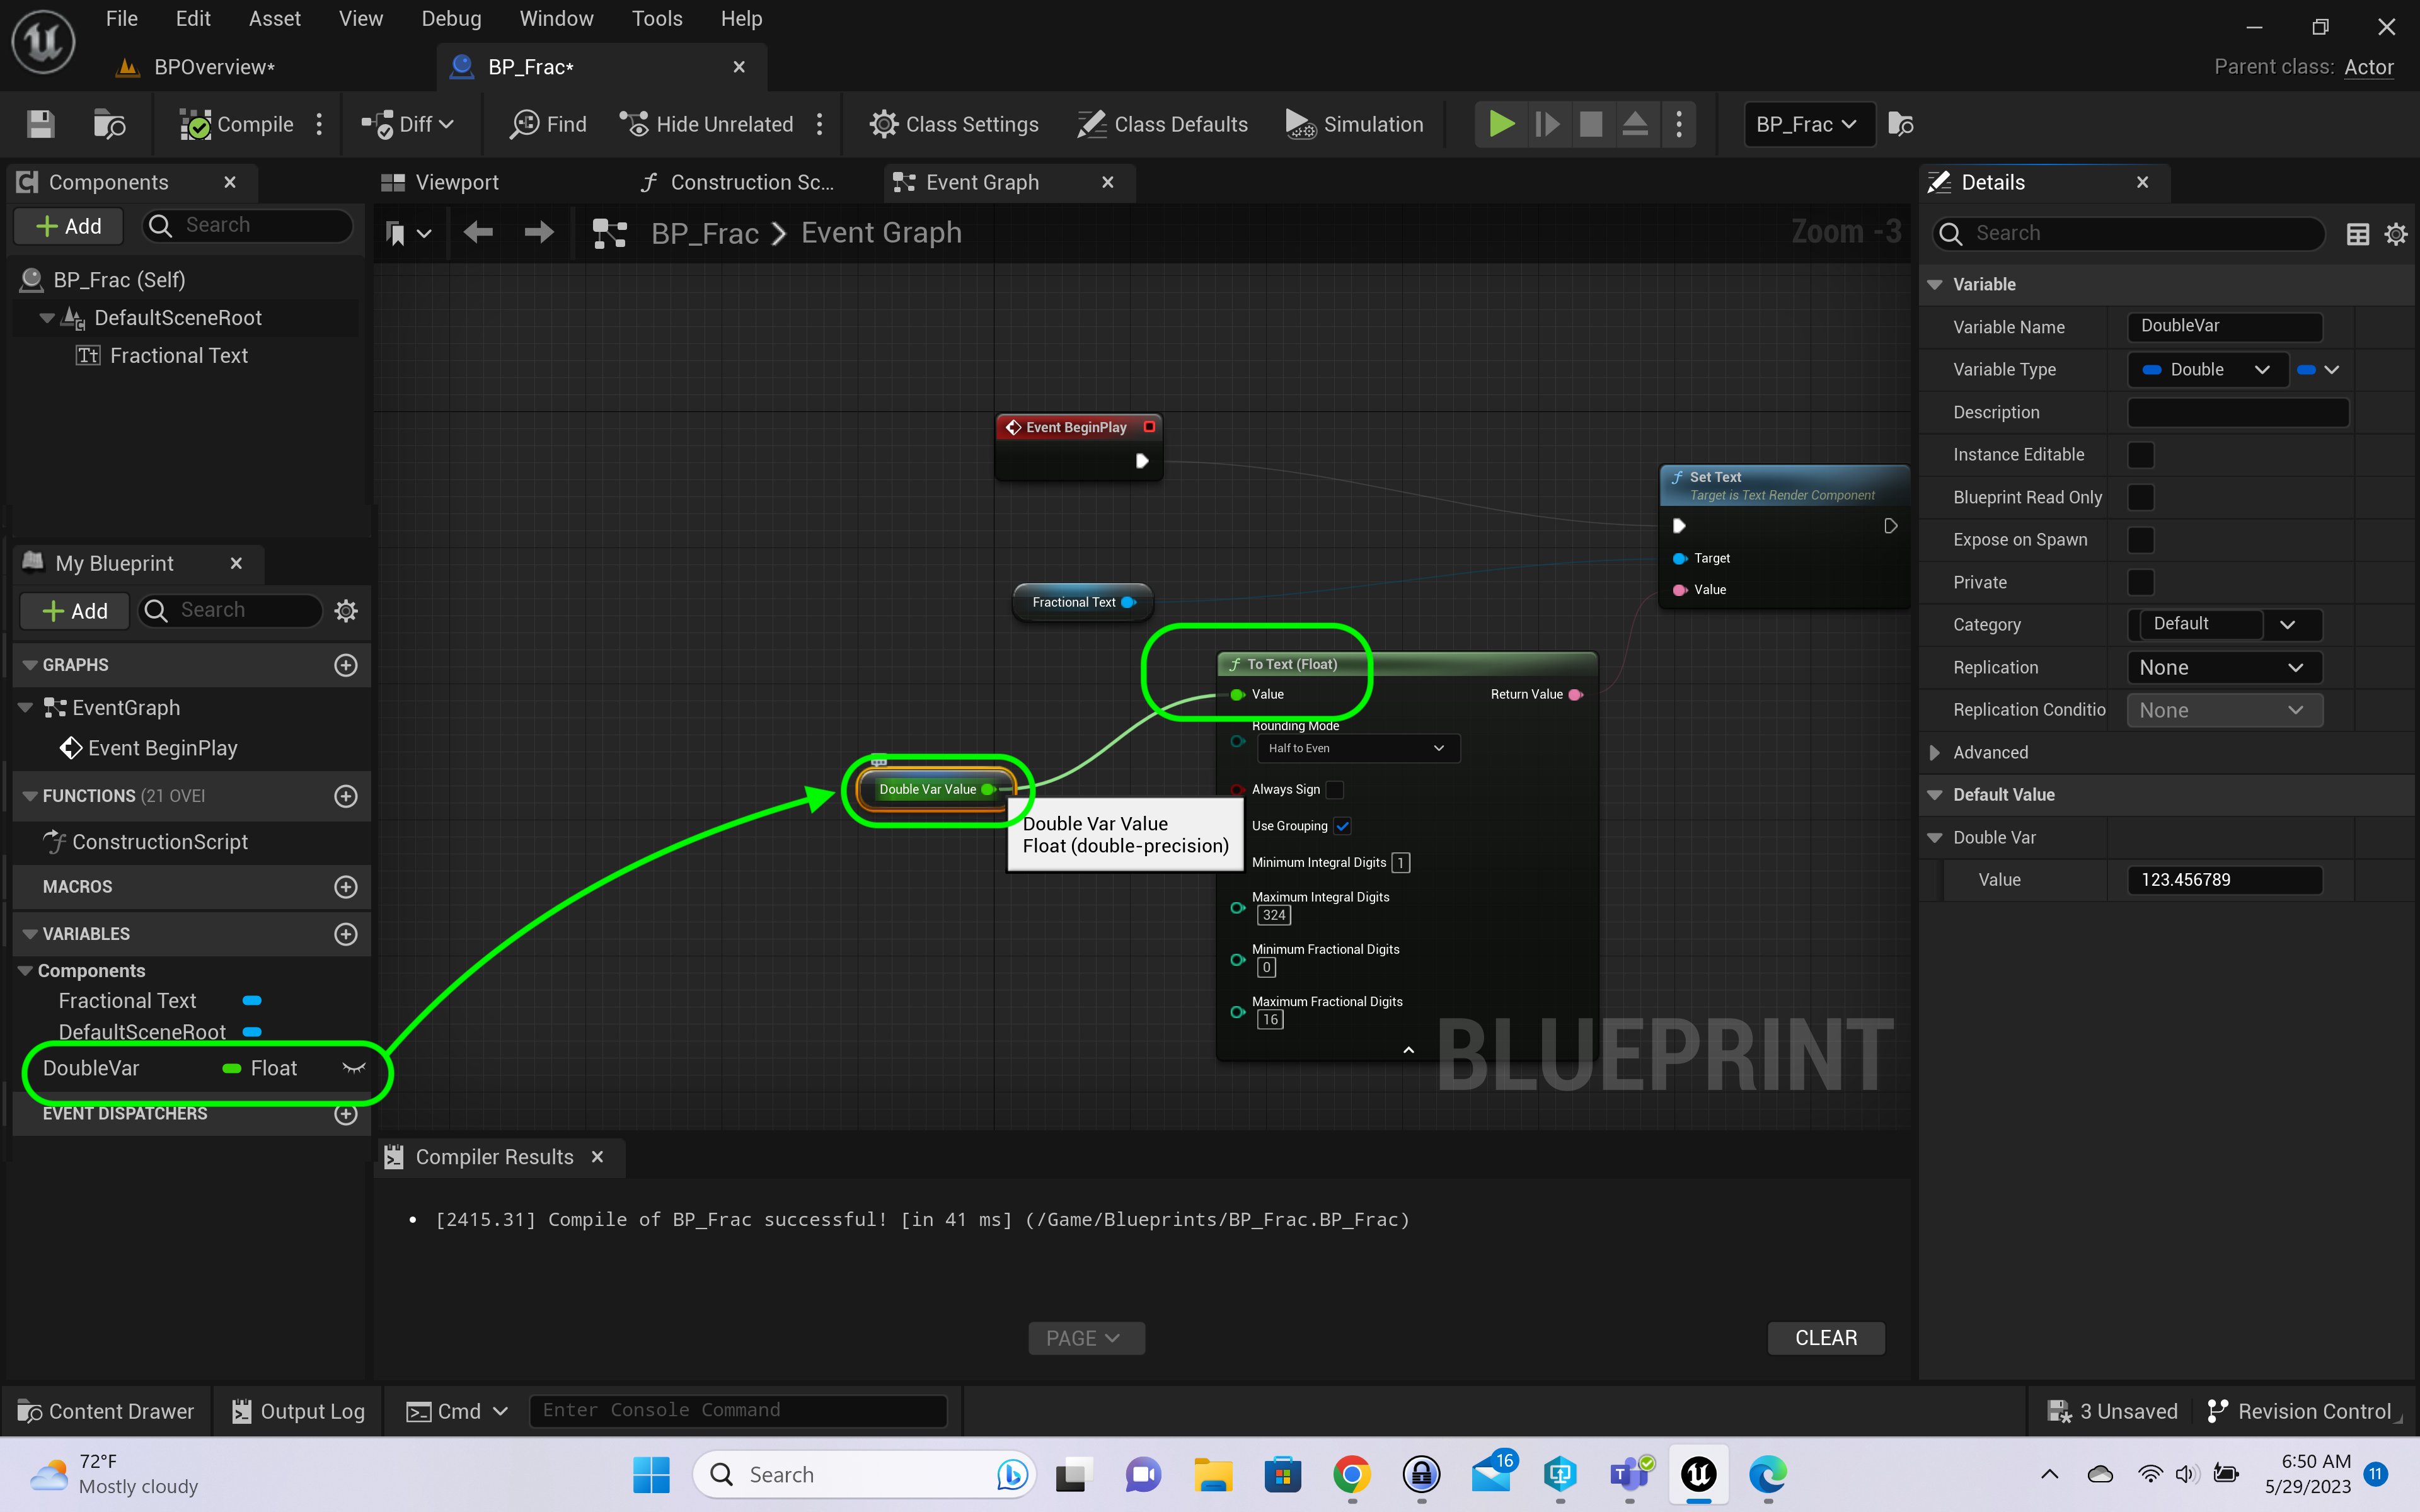 File Edit Asset View Debug Window Tools Help
BPOverview*
BP_Frac*
Parent class: Actor
Compile
Diff
Find
Hide Unrelated
Class Settings
Class Defaults
Simulation
BP_Frac
Components
Add
Search
BP_Frac (Self)
DefaultSceneRoot
Fractional Text
My Blueprint
Add
Search
GRAPHS
EventGraph
Event BeginPlay
FUNCTIONS (21 OVEI
ConstructionScript
MACROS
VARIABLES
Components
Fractional Text
DefaultSceneRoot
DoubleVar Float
EVENT DISPATCHERS
Viewport
Construction Sc...
Event Graph
BP_Frac > Event Graph
Zoom -3
Event BeginPlay
Set Text
Target is Text Render Component
Target
Value
Fractional Text
To Text (Float)
Value
Return Value
Rounding Mode
Half to Even
Double Var Value
Always Sign
Double Var Value
Float (double-precision)
Use Grouping
Minimum Integral Digits 1
Maximum Integral Digits
324
Minimum Fractional Digits
0
Maximum Fractional Digits
16
BLUEPRINT
Compiler Results
• [2415.31] Compile of BP_Frac successful! [in 41 ms] (/Game/Blueprints/BP_Frac.BP_Frac)
PAGE
CLEAR
Details
Search
Variable
Variable Name DoubleVar
Variable Type Double
Description
Instance Editable
Blueprint Read Only
Expose on Spawn
Private
Category Default
Replication None
Replication Conditio None
Advanced
Default Value
Double Var
Value 123.456789
Content Drawer
Output Log
Cmd
Enter Console Command
3 Unsaved
Revision Control
72°F
Mostly cloudy
Search
16
T
6:50 AM
5/29/2023
11